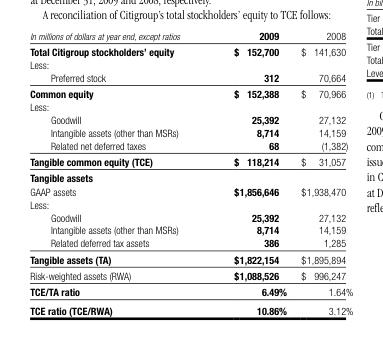 at December 31, 2009 and 2008, respectively.
A reconciliation of Citigroup's total stockholders' equity to TCE follows:
In millions of dollars at year end, except ratios 2009 2008
Total Citigroup stockholders' equity $ 152,700 $ 141,630
Less:
Preferred stock 312 70,664
Common equity $ 152,388 $ 70,966
Less:
Goodwill 25,392 27,132
Intangible assets (other than MSRs) 8,714 14,159
Related net deferred taxes 68 (1,382)
Tangible common equity (TCE) $ 118,214 $ 31,057
Tangible assets
GAAP assets $1,856,646 $1,938,470
Less:
Goodwill 25,392 27,132
Intangible assets (other than MSRs) 8,714 14,159
Related deferred tax assets 386 1,285
Tangible assets (TA) $1,822,154 $1,895,894
Risk-weighted assets (RWA) $1,088,526 $ 996,247
TCE/TA ratio 6.49% 1.64%
TCE ratio (TCE/RWA) 10.86% 3.12%
In bil
Tier
Total
Tier
Total
Leve
(1) T
C
2009
com
issue
in C
at D
refle